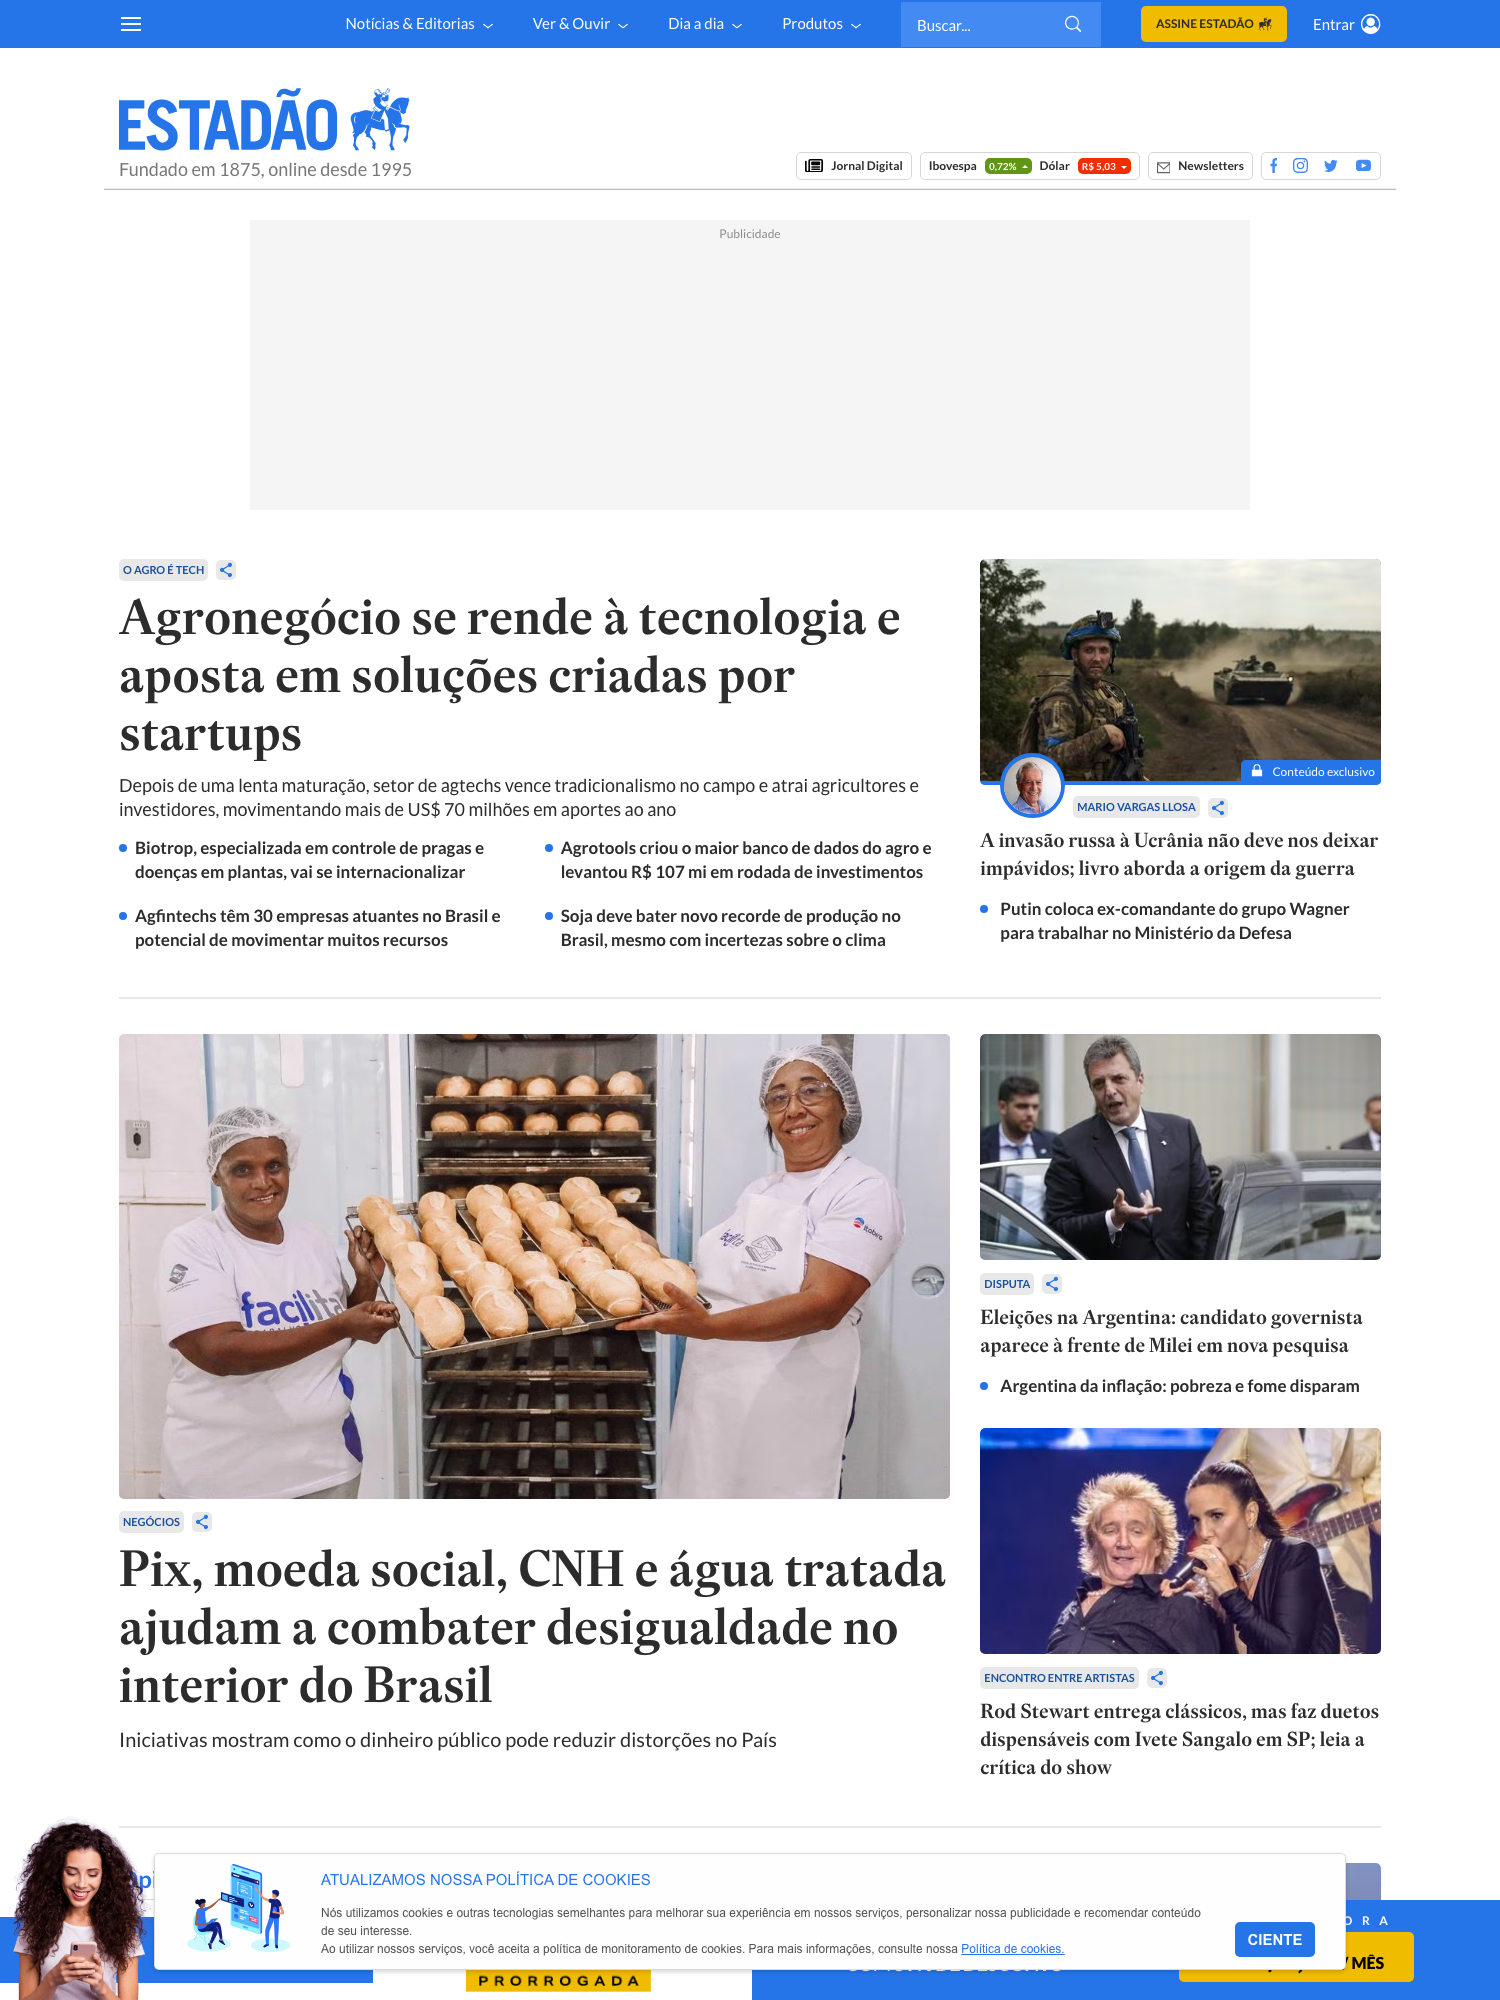 Notícias & Editorias
Ver & Ouvir
Dia a dia
Produtos
Buscar...
ASSINE ESTADÃO
Entrar
ESTADÃO
Fundado em 1875, online desde 1995
Jornal Digital
Ibovespa 0,72% Dólar R$ 5,03
Newsletters
Publicidade
O AGRO É TECH
Agronegócio se rende à tecnologia e
aposta em soluções criadas por
startups
Depois de uma lenta maturação, setor de agtechs vence tradicionalismo no campo e atrai agricultores e
investidores, movimentando mais de US$ 70 milhões em aportes ao ano
Biotrop, especializada em controle de pragas e
doenças em plantas, vai se internacionalizar
Agrotools criou o maior banco de dados do agro e
levantou R$ 107 mi em rodada de investimentos
Agfintechs têm 30 empresas atuantes no Brasil e
potencial de movimentar muitos recursos
Soja deve bater novo recorde de produção no
Brasil, mesmo com incertezas sobre o clima
Conteúdo exclusivo
MARIO VARGAS LLOSA
A invasão russa à Ucrânia não deve nos deixar
impávidos; livro aborda a origem da guerra
Putin coloca ex-comandante do grupo Wagner
para trabalhar no Ministério da Defesa
facilita
itabira
NEGÓCIOS
Pix, moeda social, CNH e água tratada
ajudam a combater desigualdade no
interior do Brasil
Iniciativas mostram como o dinheiro público pode reduzir distorções no País
DISPUTA
Eleições na Argentina: candidato governista
aparece à frente de Milei em nova pesquisa
Argentina da inflação: pobreza e fome disparam
ENCONTRO ENTRE ARTISTAS
Rod Stewart entrega clássicos, mas faz duetos
dispensáveis com Ivete Sangalo em SP; leia a
crítica do show
ATUALIZAMOS NOSSA POLÍTICA DE COOKIES
Nós utilizamos cookies e outras tecnologias semelhantes para melhorar sua experiência em nossos serviços, personalizar nossa publicidade e recomendar conteúdo
de seu interesse.
Ao utilizar nossos serviços, você aceita a política de monitoramento de cookies. Para mais informações, consulte nossa Política de cookies.
CIENTE
ORA
PRORROGADA
/ MÊS